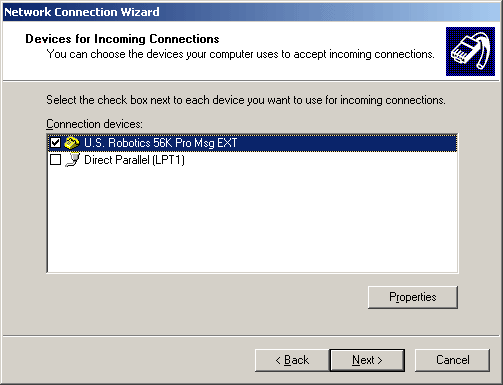 Network Connection Wizard
Devices for Incoming Connections
You can choose the devices your computer uses to accept incoming connections.
Select the check box next to each device you want to use for incoming connections.
Connection devices:
U.S. Robotics 56K Pro Msg EXT
Direct Parallel (LPT1)
Properties
< Back
Next >
Cancel